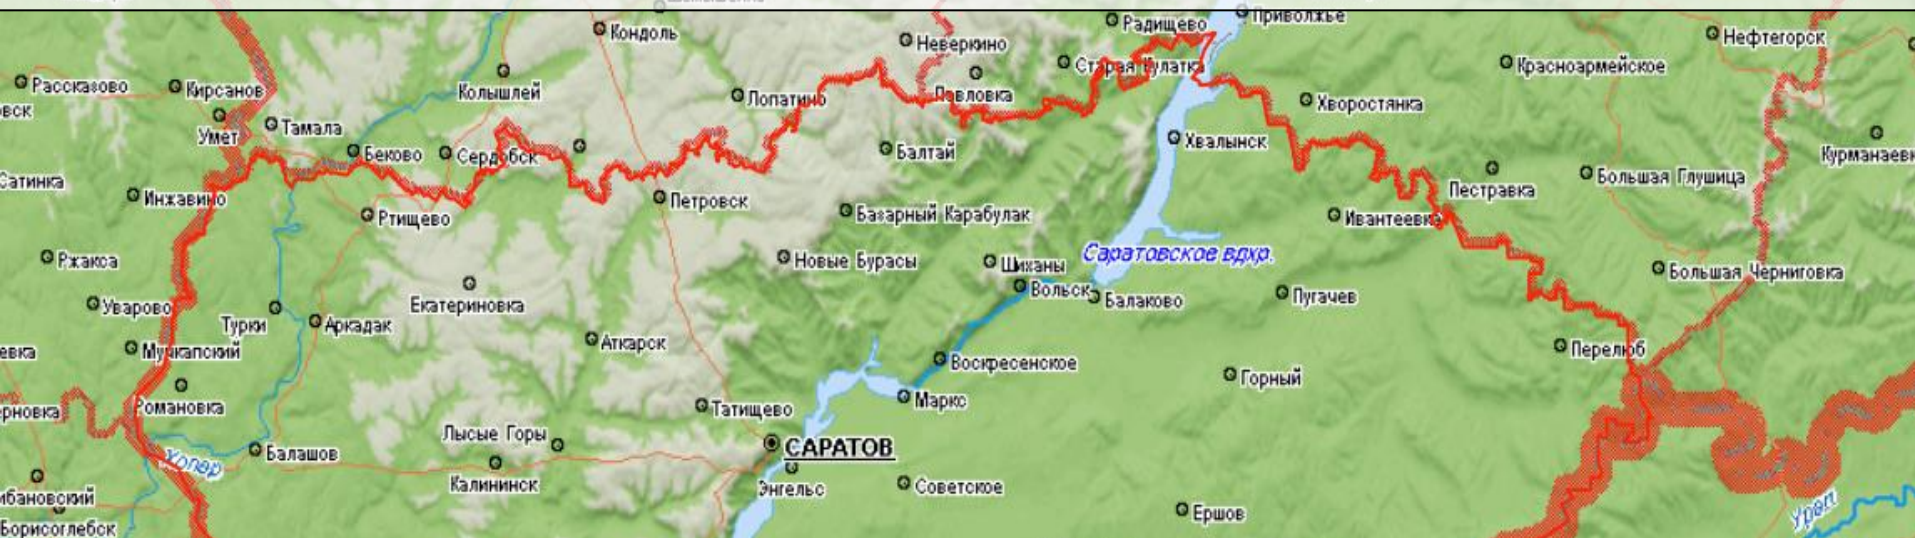 Приволжье
Радищево
Кондоль
Неверкино
Нефтегорск
Старая Кулатка
Красноармейское
Рассказово
Кирсанов
Колышлей
Лопатино
Павловка
Хворостянка
Умет
Тамала
Беково
Сердобск
Балтай
Хвалынск
Сатинка
Инжавино
Пестравка
Большая Глушица
Ртищево
Петровск
Базарный Карабулак
Ивантеевка
Ржакса
Новые Бурасы
Шиханы
Саратовское вдхр.
Большая Черниговка
Уварово
Екатериновка
Вольск
Балаково
Пугачев
Турки
Аркадак
Мучкапский
Аткарск
Воскресенское
Перелюб
Горный
Романовка
Татищево
Маркс
Лысые Горы
САРАТОВ
Балашов
Хопер
Калининск
Энгельс
Советское
Борисоглебск
Ершов
Урал